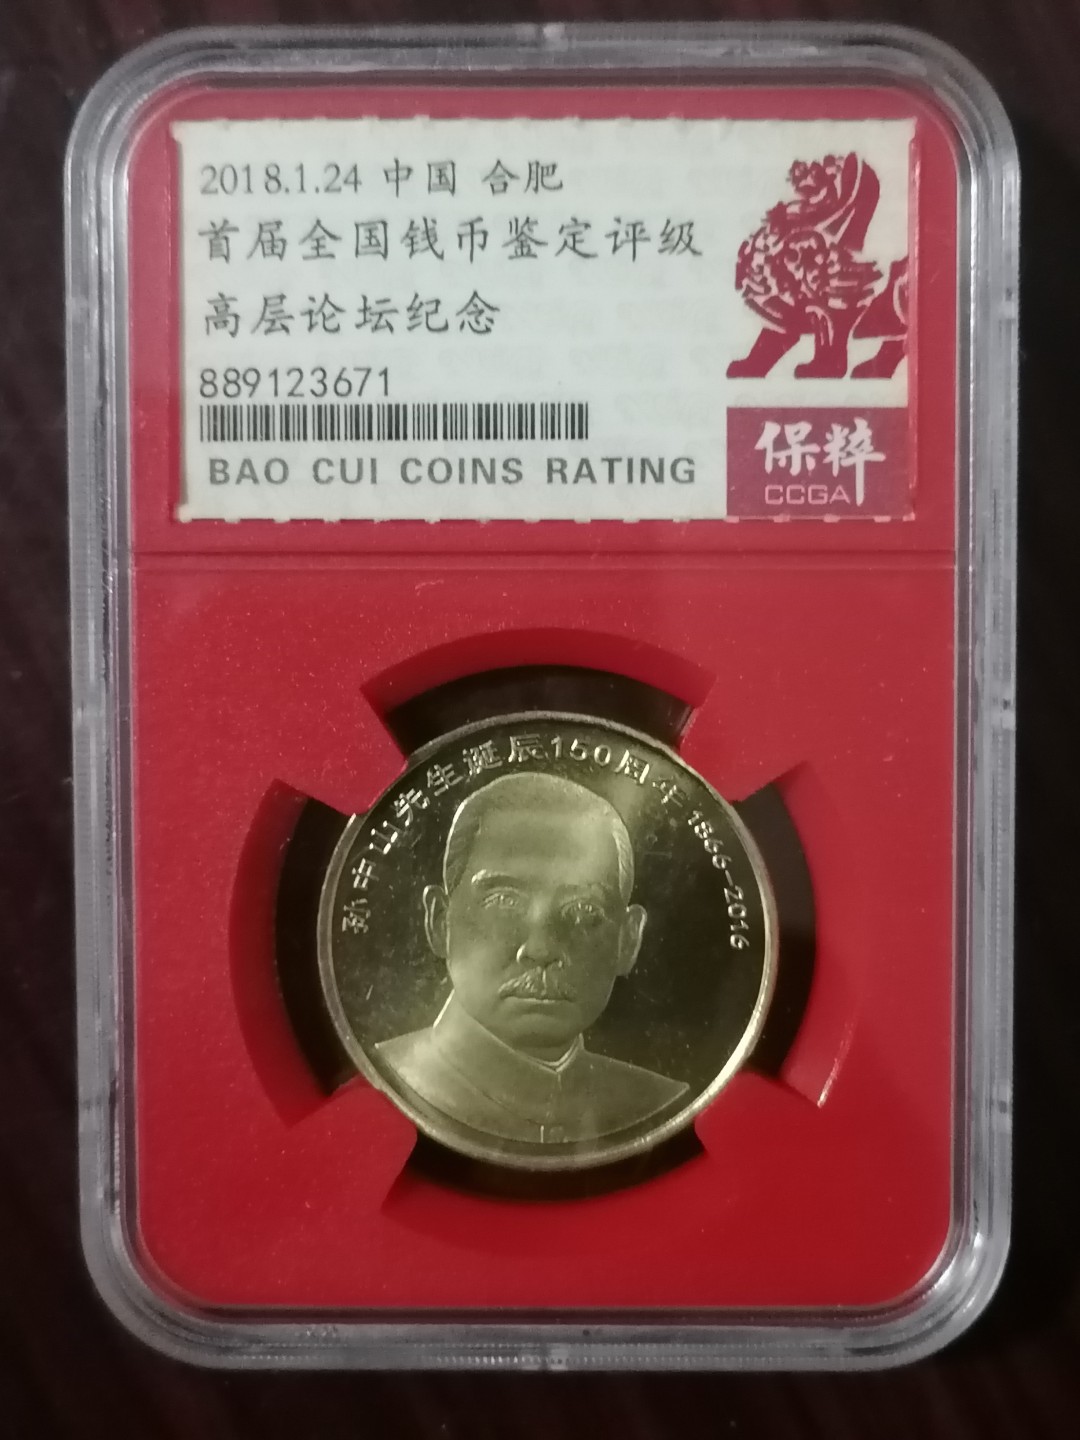 2018.1.24 中国 合肥
首届全国钱币鉴定评级
高层论坛纪念
889123671
BAO CUI COINS RATING
保粹
CCGA
孙中山先生诞辰150周年 1866-2016